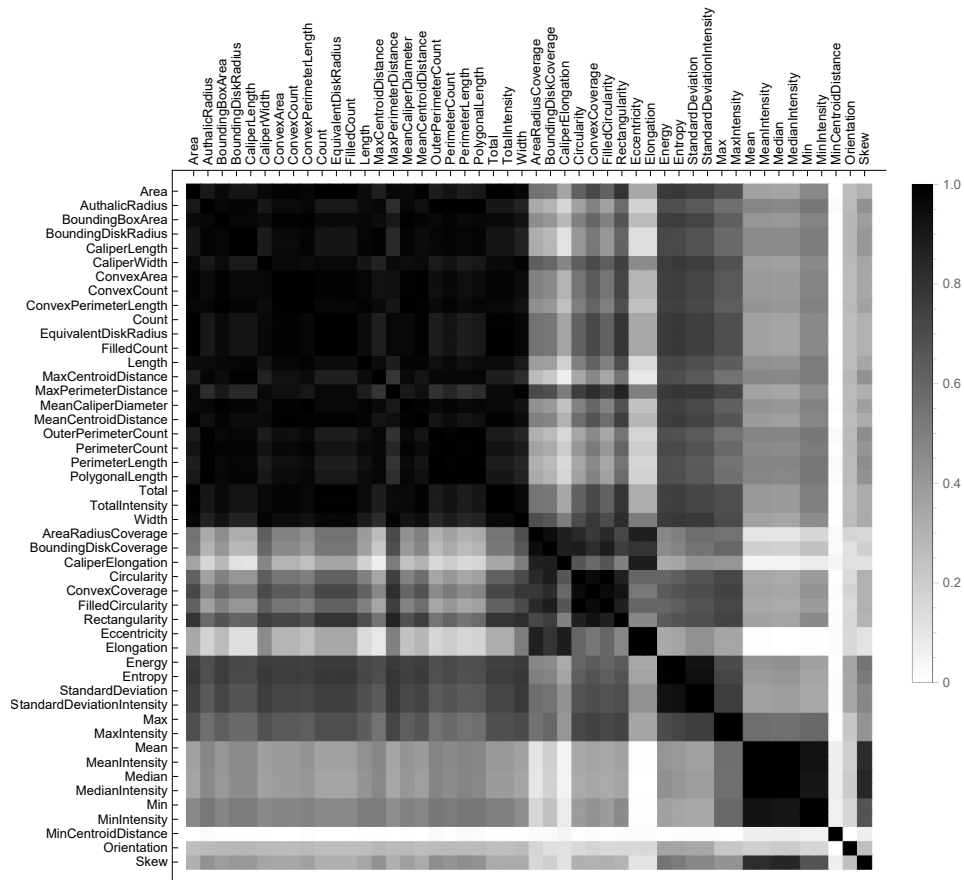 Area
AuthalicRadius
BoundingBoxArea
BoundingDiskRadius
CaliperLength
CaliperWidth
ConvexArea
ConvexCount
ConvexPerimeterLength
Count
EquivalentDiskRadius
FilledCount
Length
MaxCentroidDistance
MaxPerimeterDistance
MeanCaliperDiameter
MeanCentroidDistance
OuterPerimeterCount
PerimeterCount
PerimeterLength
PolygonalLength
Total
TotalIntensity
Width
AreaRadiusCoverage
BoundingDiskCoverage
CaliperElongation
Circularity
ConvexCoverage
FilledCircularity
Rectangularity
Eccentricity
Elongation
Energy
Entropy
StandardDeviation
StandardDeviationIntensity
Max
MaxIntensity
Mean
MeanIntensity
Median
MedianIntensity
Min
MinIntensity
MinCentroidDistance
Orientation
Skew
Area
AuthalicRadius
BoundingBoxArea
BoundingDiskRadius
CaliperLength
CaliperWidth
ConvexArea
ConvexCount
ConvexPerimeterLength
Count
EquivalentDiskRadius
FilledCount
Length
MaxCentroidDistance
MaxPerimeterDistance
MeanCaliperDiameter
MeanCentroidDistance
OuterPerimeterCount
PerimeterCount
PerimeterLength
PolygonalLength
Total
TotalIntensity
Width
AreaRadiusCoverage
BoundingDiskCoverage
CaliperElongation
Circularity
ConvexCoverage
FilledCircularity
Rectangularity
Eccentricity
Elongation
Energy
Entropy
StandardDeviation
StandardDeviationIntensity
Max
MaxIntensity
Mean
MeanIntensity
Median
MedianIntensity
Min
MinIntensity
MinCentroidDistance
Orientation
Skew
1.0
0.8
0.6
0.4
0.2
0